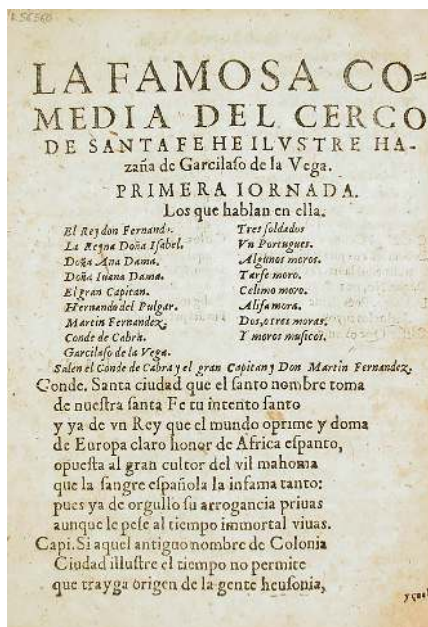 LA FAMOSA CO=
MEDIA DEL CERCO
DE SANTA FE HE ILVSTRE HA-
zaña de Garcilaſo de la Vega.
PRIMERA IORNADA.
Los que hablan en ella.
El Rey don Fernando.
La Reyna Doña Iſabel.
Doña Ana Dama.
Doña Iuana Dama.
El gran Capitan.
Hernando del Pulgar.
Martin Fernandez.
Conde de Cabra.
Garcilaſo de la Vega.
Tres ſoldados
Vn Portugues.
Algunos moros.
Tarfe moro.
Celimo moro.
Alifa mora.
Dos, o tres moras.
Y moros muſicos.
Salen el Conde de Cabra y el gran Capitan y Don Martin Fernandez.
Conde. Santa ciudad que el ſanto nombre toma
de nueſtra ſanta Fe tu intento ſanto
y ya de vn Rey que el mundo oprime y doma
de Europa claro honor de Africa eſpanto,
opueſta al gran cultor del vil mahoma
que la ſangre eſpañola la infama tanto:
pues ya de orgullo ſu arrogancia priuas
aunque le peſe al tiempo immortal viuas.
Capi. Si aquel antiguo nombre de Colonia
Ciudad illuſtre el tiempo no permite
que trayga origen de la gente heuſonia,